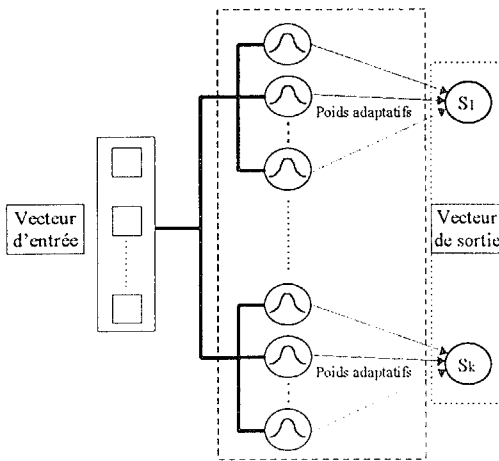 S1
Poids adaptatifs
Vecteur
d'entrée
Vecteur
de sortie
Sk
Poids adaptatifs